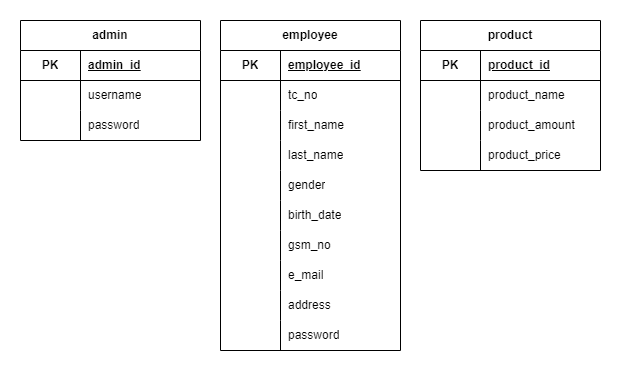 admin
PK admin_id
username
password
employee
PK employee_id
tc_no
first_name
last_name
gender
birth_date
gsm_no
e_mail
address
password
product
PK product_id
product_name
product_amount
product_price